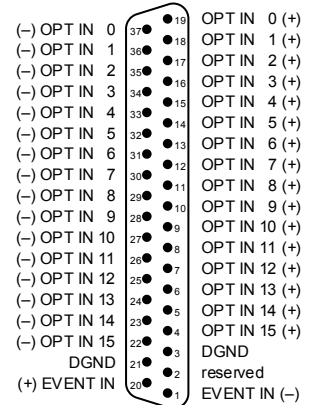 19 OPT IN 0 (+)
(–) OPT IN 0 37
18 OPT IN 1 (+)
(–) OPT IN 1 36
17 OPT IN 2 (+)
(–) OPT IN 2 35
16 OPT IN 3 (+)
(–) OPT IN 3 34
15 OPT IN 4 (+)
(–) OPT IN 4 33
14 OPT IN 5 (+)
(–) OPT IN 5 32
13 OPT IN 6 (+)
(–) OPT IN 6 31
12 OPT IN 7 (+)
(–) OPT IN 7 30
11 OPT IN 8 (+)
(–) OPT IN 8 29
10 OPT IN 9 (+)
(–) OPT IN 9 28
9 OPT IN 10 (+)
(–) OPT IN 10 27
8 OPT IN 11 (+)
(–) OPT IN 11 26
7 OPT IN 12 (+)
(–) OPT IN 12 25
6 OPT IN 13 (+)
(–) OPT IN 13 24
5 OPT IN 14 (+)
(–) OPT IN 14 23
4 OPT IN 15 (+)
(–) OPT IN 15 22
3 DGND
DGND 21
2 reserved
(+) EVENT IN 20
1 EVENT IN (–)